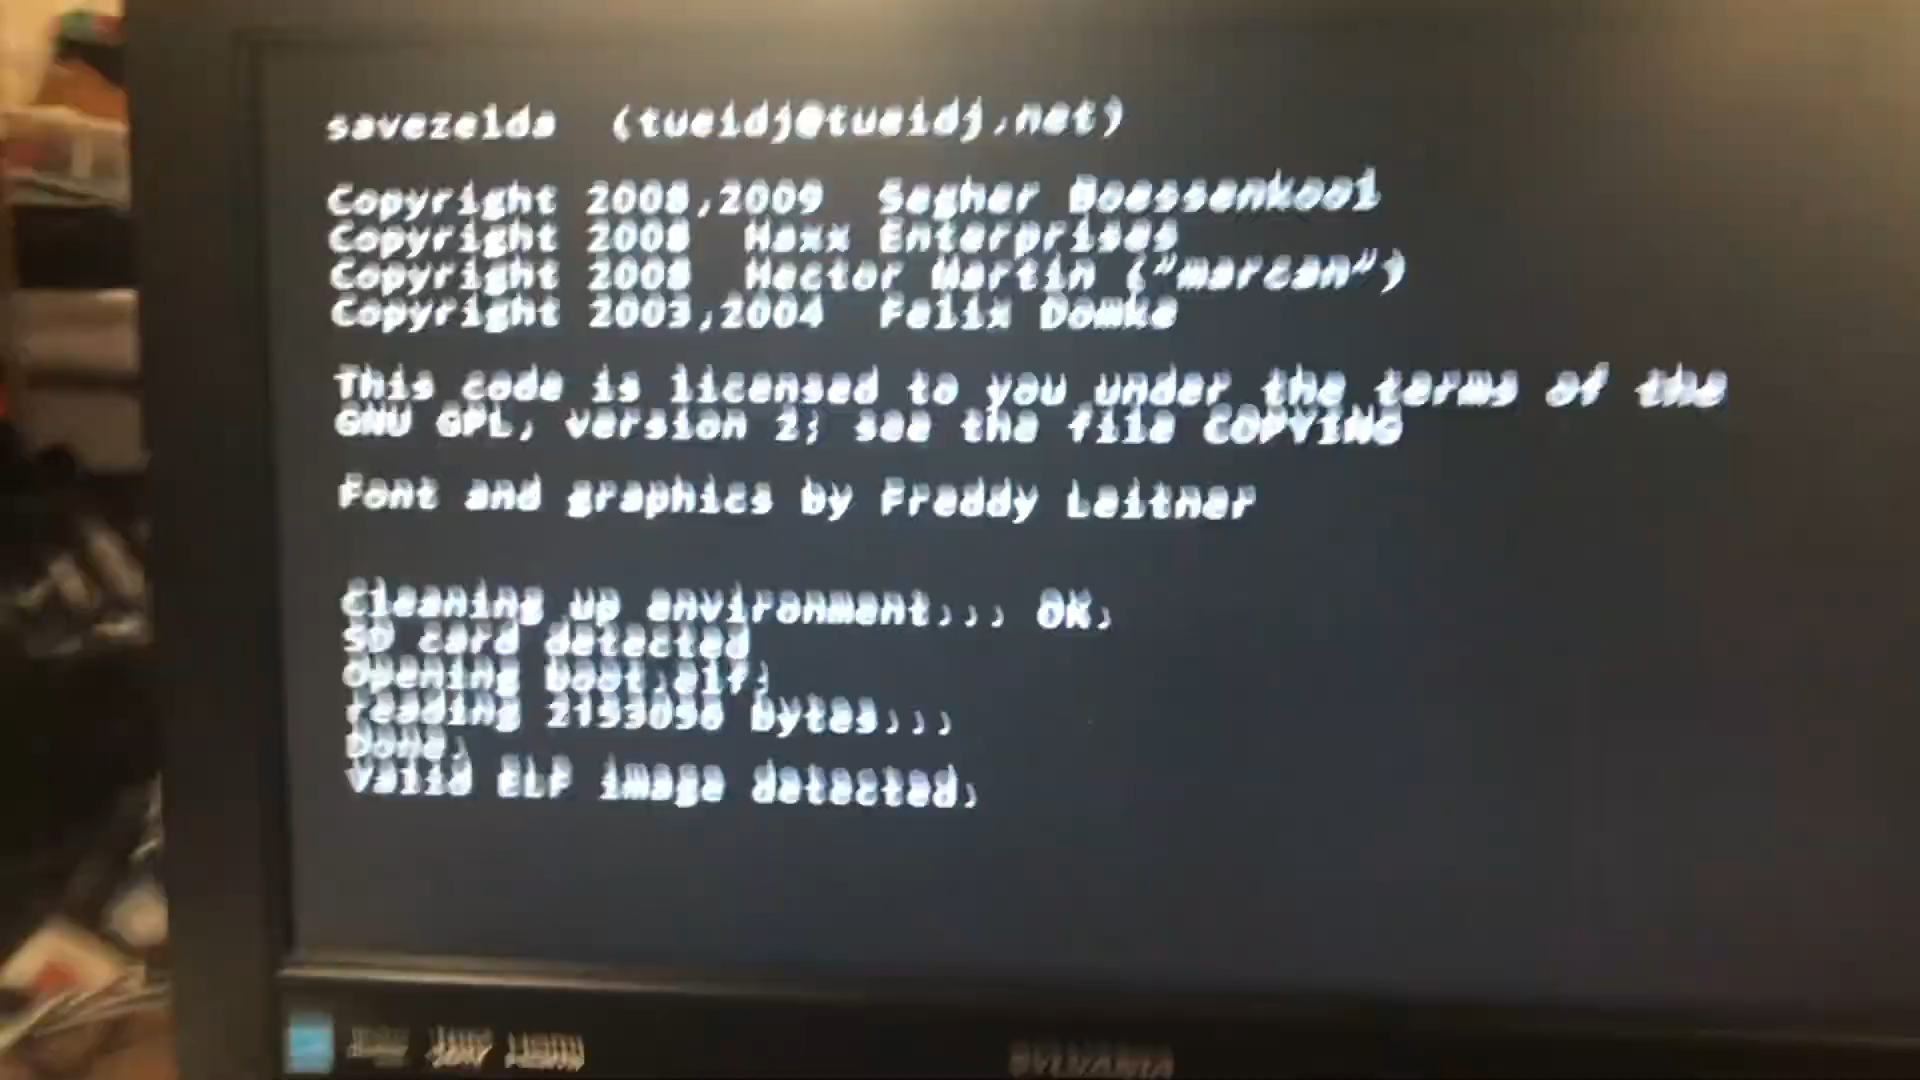 savezelda (tueidj@tueidj.net)
Copyright 2008,2009 Segher Boessenkool
Copyright 2008 Haxx Enterprises
Copyright 2008 Hector Martin ("marcan")
Copyright 2003,2004 Felix Domke
This code is licensed to you under the terms of the
GNU GPL, version 2; see the file COPYING
Font and graphics by Freddy Leitner
Cleaning up environment... OK.
SD card detected
Opening boot.elf:
reading 2193056 bytes...
Done.
Valid ELF image detected.
SYLVANIA